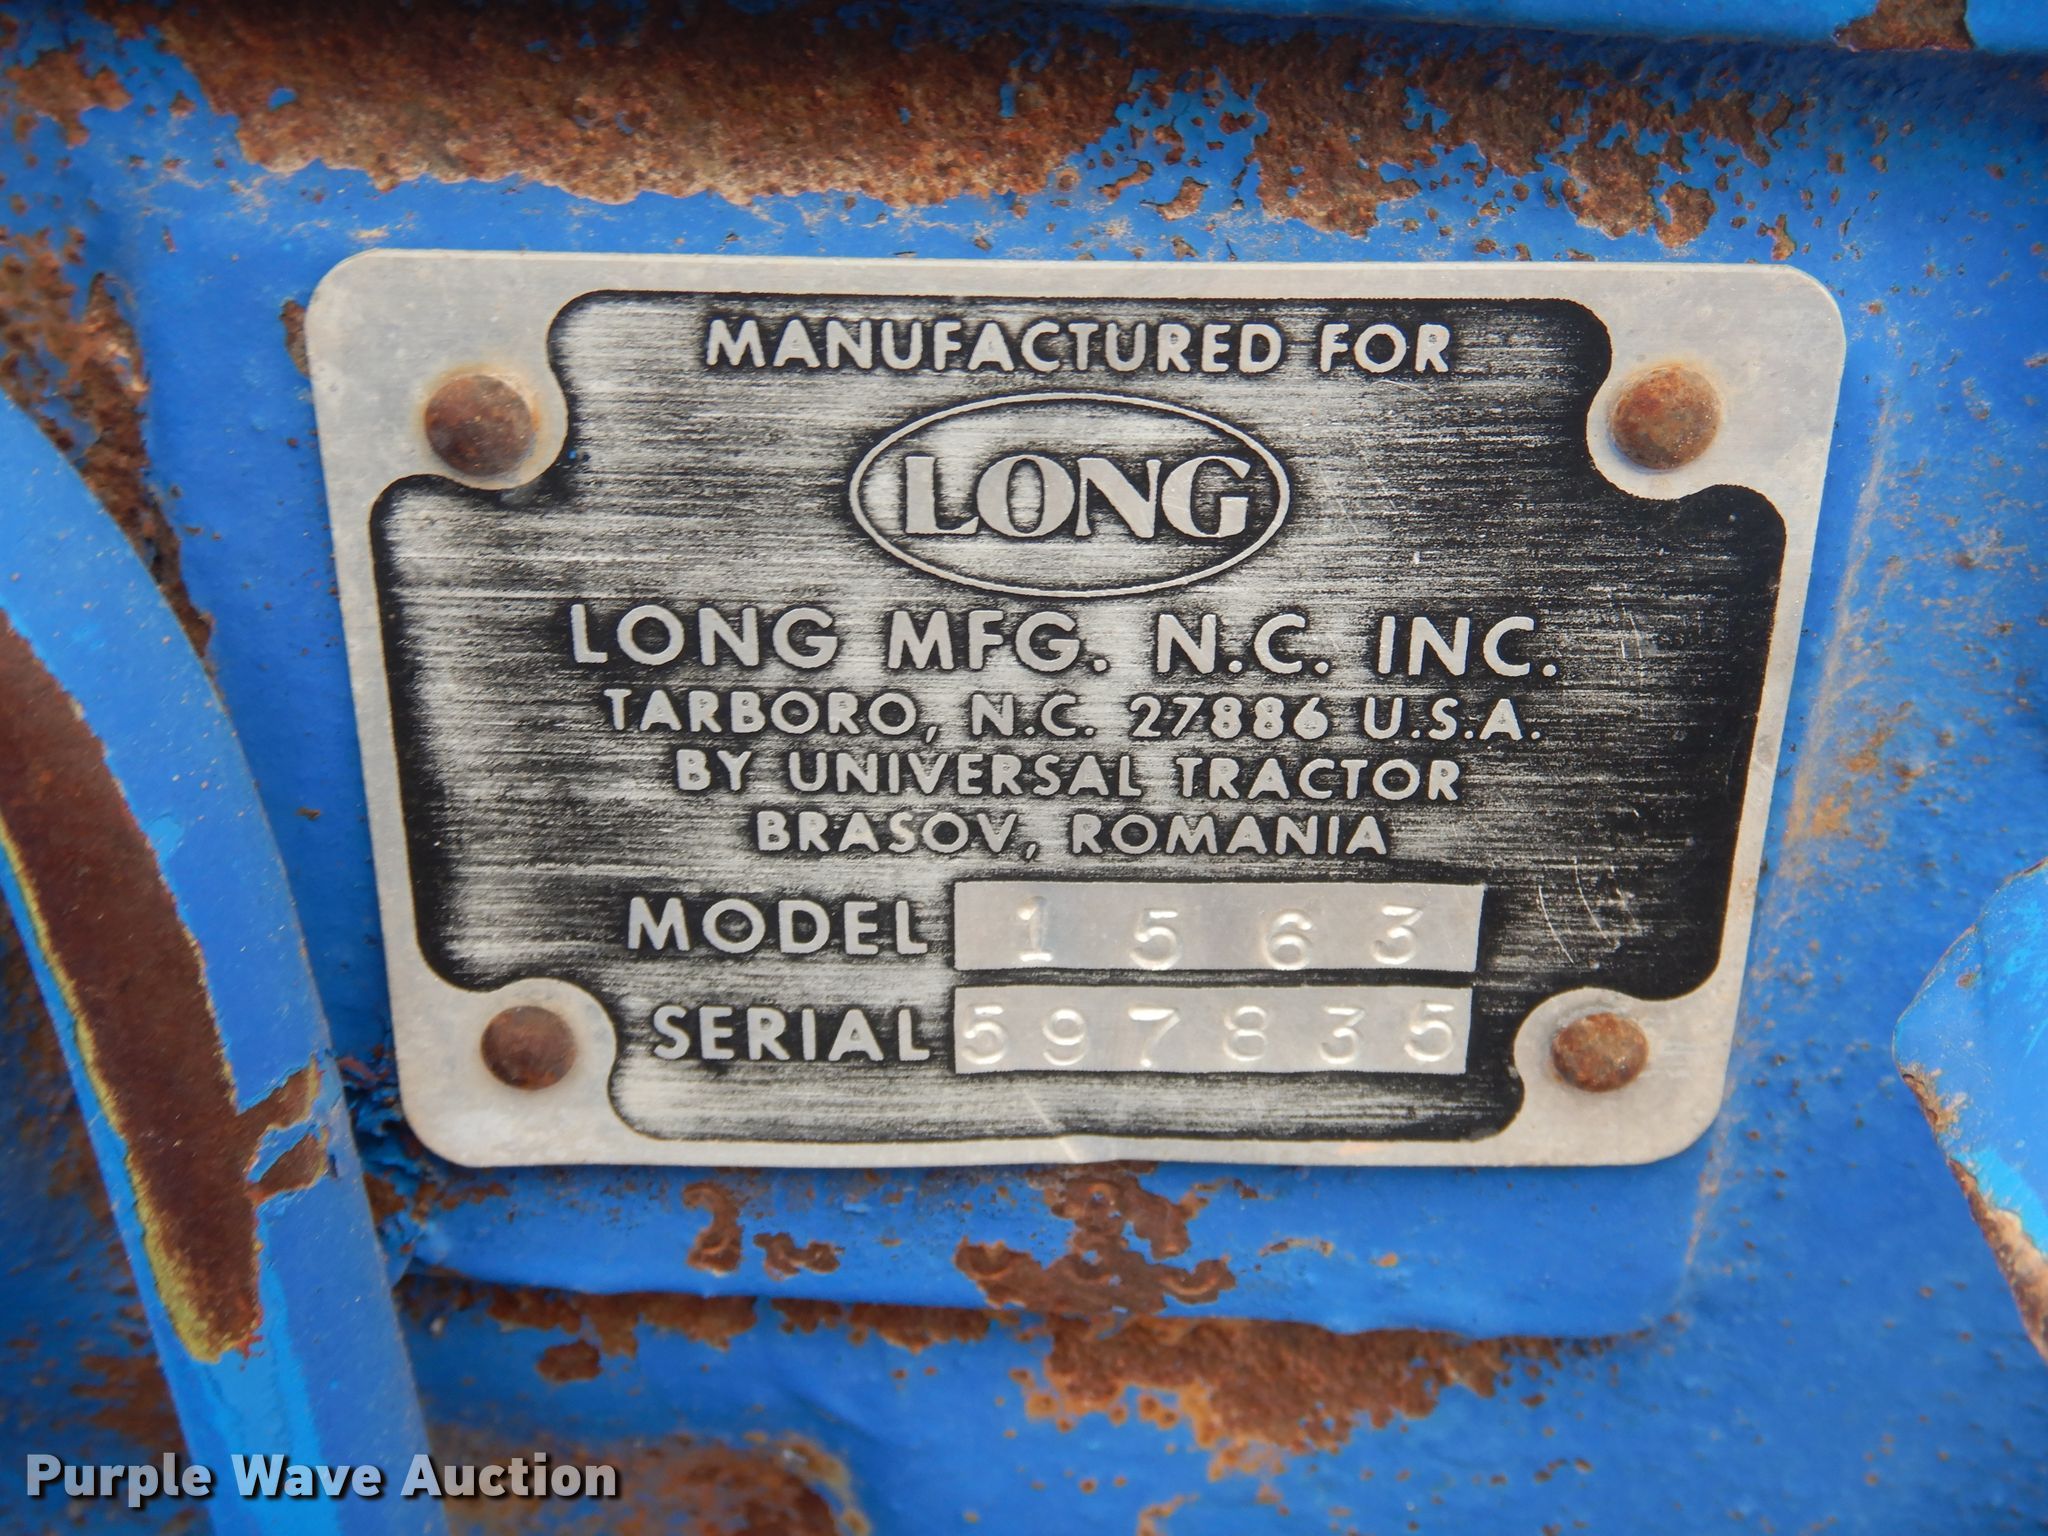 MANUFACTURED FOR
LONG
LONG MFG. N.C. INC.
TARBORO, N.C. 27886 U.S.A.
BY UNIVERSAL TRACTOR
BRASOV, ROMANIA
MODEL 1563
SERIAL 597835
Purple Wave Auction